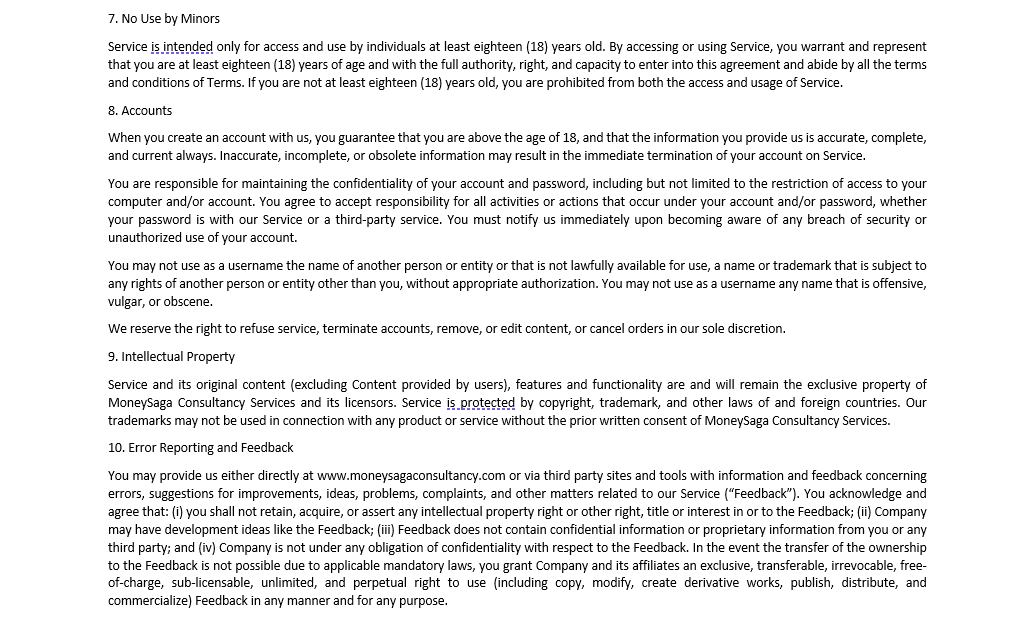 7. No Use by Minors
Service is intended only for access and use by individuals at least eighteen (18) years old. By accessing or using Service, you warrant and represent
that you are at least eighteen (18) years of age and with the full authority, right, and capacity to enter into this agreement and abide by all the terms
and conditions of Terms. If you are not at least eighteen (18) years old, you are prohibited from both the access and usage of Service.
8. Accounts
When you create an account with us, you guarantee that you are above the age of 18, and that the information you provide us is accurate, complete,
and current always. Inaccurate, incomplete, or obsolete information may result in the immediate termination of your account on Service.
You are responsible for maintaining the confidentiality of your account and password, including but not limited to the restriction of access to your
computer and/or account. You agree to accept responsibility for all activities or actions that occur under your account and/or password, whether
your password is with our Service or a third-party service. You must notify us immediately upon becoming aware of any breach of security or
unauthorized use of your account.
You may not use as a username the name of another person or entity or that is not lawfully available for use, a name or trademark that is subject to
any rights of another person or entity other than you, without appropriate authorization. You may not use as a username any name that is offensive,
vulgar, or obscene.
We reserve the right to refuse service, terminate accounts, remove, or edit content, or cancel orders in our sole discretion.
9. Intellectual Property
Service and its original content (excluding Content provided by users), features and functionality are and will remain the exclusive property of
MoneySaga Consultancy Services and its licensors. Service is protected by copyright, trademark, and other laws of and foreign countries. Our
trademarks may not be used in connection with any product or service without the prior written consent of MoneySaga Consultancy Services.
10. Error Reporting and Feedback
You may provide us either directly at www.moneysagaconsultancy.com or via third party sites and tools with information and feedback concerning
errors, suggestions for improvements, ideas, problems, complaints, and other matters related to our Service (“Feedback”). You acknowledge and
agree that: (i) you shall not retain, acquire, or assert any intellectual property right or other right, title or interest in or to the Feedback; (ii) Company
may have development ideas like the Feedback; (iii) Feedback does not contain confidential information or proprietary information from you or any
third party; and (iv) Company is not under any obligation of confidentiality with respect to the Feedback. In the event the transfer of the ownership
to the Feedback is not possible due to applicable mandatory laws, you grant Company and its affiliates an exclusive, transferable, irrevocable, free-
of-charge, sub-licensable, unlimited, and perpetual right to use (including copy, modify, create derivative works, publish, distribute, and
commercialize) Feedback in any manner and for any purpose.